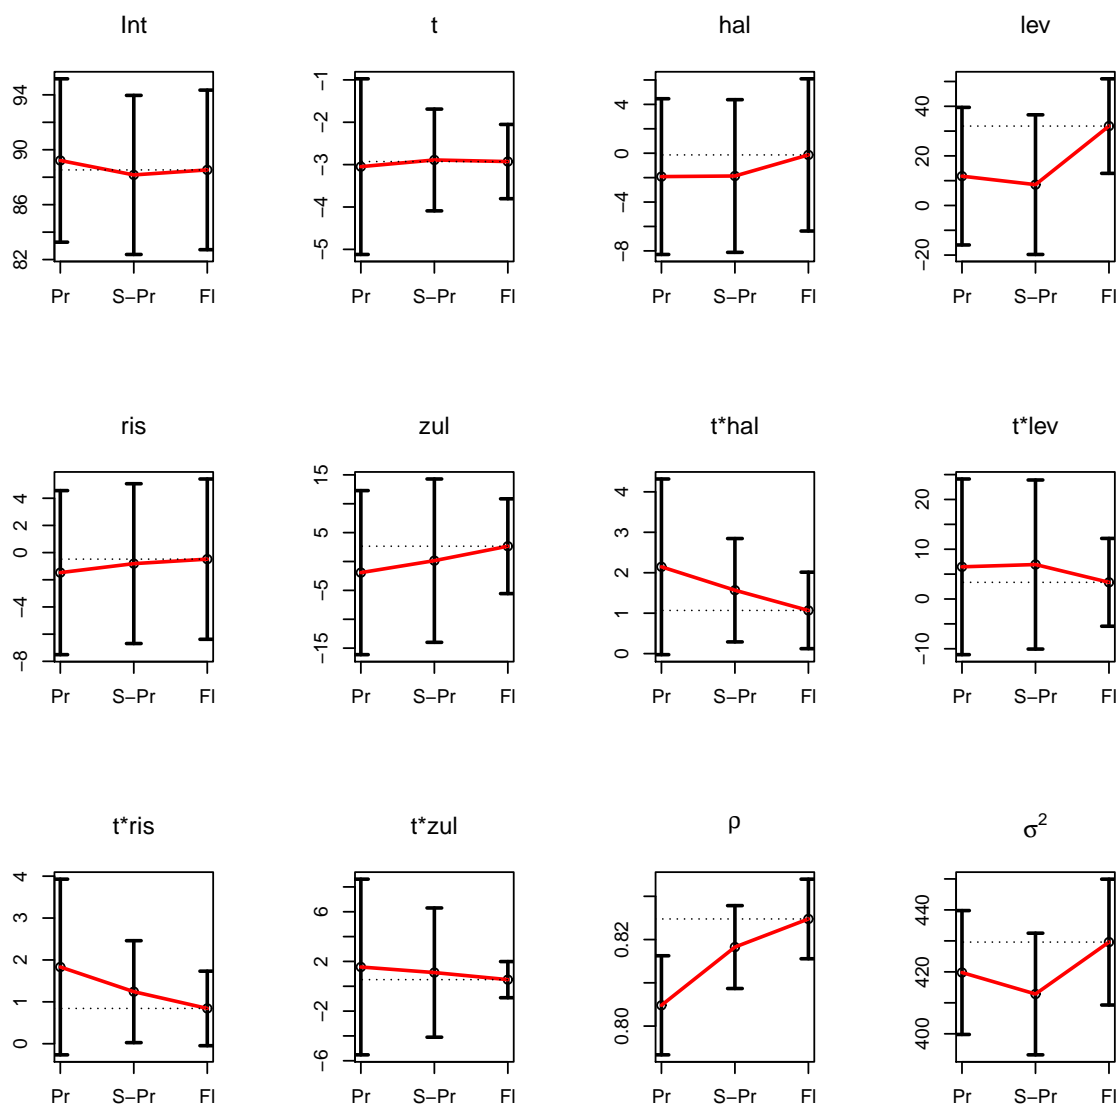 Int t hal lev
82 86 90 94
−5 −4 −3 −2 −1
−8 −4 0 4
−20 0 20 40
Pr S−Pr Fl Pr S−Pr Fl Pr S−Pr Fl Pr S−Pr Fl
ris zul t*hal t*lev
−8 −4 0 2 4
−15 −5 5 15
0 1 2 3 4
−10 0 10 20
Pr S−Pr Fl Pr S−Pr Fl Pr S−Pr Fl Pr S−Pr Fl
t*ris t*zul ρ σ²
0 1 2 3 4
−6 −2 2 6
0.80 0.82
400 420 440
Pr S−Pr Fl Pr S−Pr Fl Pr S−Pr Fl Pr S−Pr Fl